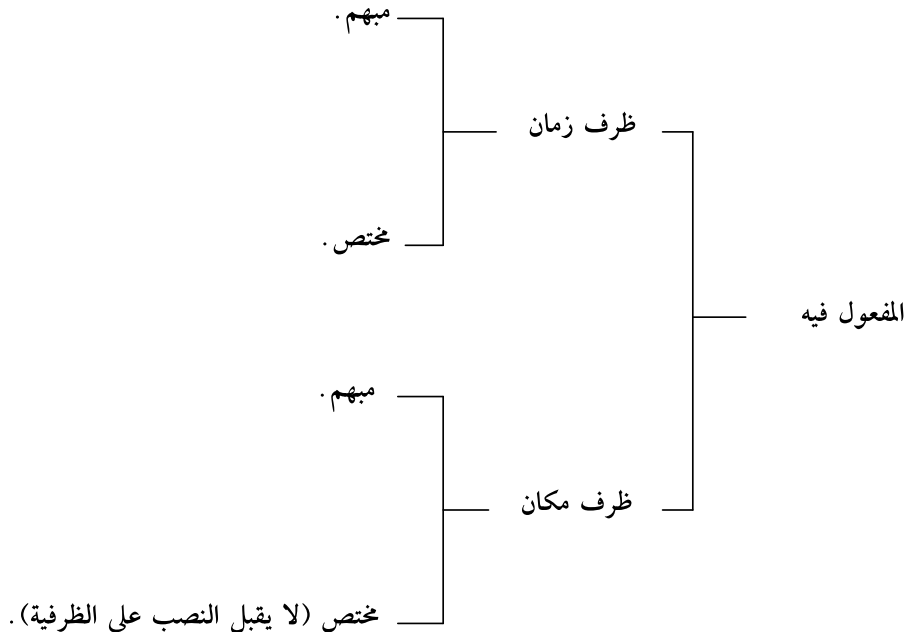 المفعول فيه
ظرف زمان
مبهم.
مختص.
ظرف مكان
مبهم.
مختص (لا يقبل النصب على الظرفية).